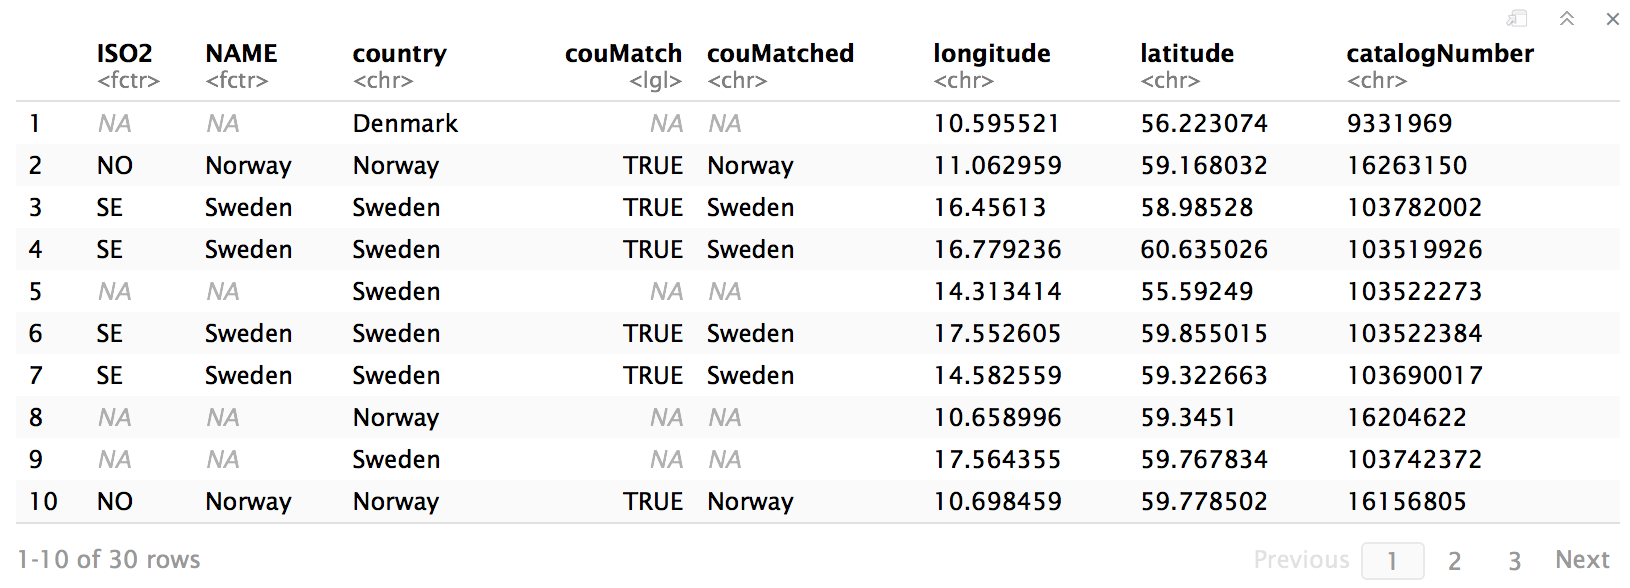 ISO2 NAME country couMatch couMatched longitude latitude catalogNumber
<fctr> <fctr> <chr> <lgl> <chr> <chr> <chr> <chr>
1 NA NA Denmark NA NA 10.595521 56.223074 9331969
2 NO Norway Norway TRUE Norway 11.062959 59.168032 16263150
3 SE Sweden Sweden TRUE Sweden 16.45613 58.98528 103782002
4 SE Sweden Sweden TRUE Sweden 16.779236 60.635026 103519926
5 NA NA Sweden NA NA 14.313414 55.59249 103522273
6 SE Sweden Sweden TRUE Sweden 17.552605 59.855015 103522384
7 SE Sweden Sweden TRUE Sweden 14.582559 59.322663 103690017
8 NA NA Norway NA NA 10.658996 59.3451 16204622
9 NA NA Sweden NA NA 17.564355 59.767834 103742372
10 NO Norway Norway TRUE Norway 10.698459 59.778502 16156805
1-10 of 30 rows Previous 1 2 3 Next